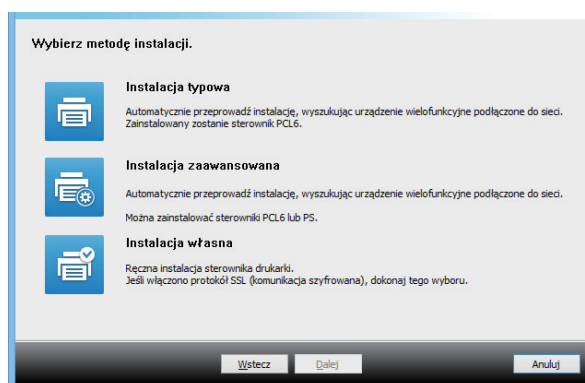 Wybierz metodę instalacji.
Instalacja typowa
Automatycznie przeprowadź instalację, wyszukując urządzenie wielofunkcyjne podłączone do sieci.
Zainstalowany zostanie sterownik PCL6.
Instalacja zaawansowana
Automatycznie przeprowadź instalację, wyszukując urządzenie wielofunkcyjne podłączone do sieci.
Można zainstalować sterowniki PCL6 lub PS.
Instalacja własna
Ręczna instalacja sterownika drukarki.
Jeśli włączono protokół SSL (komunikacja szyfrowana), dokonaj tego wyboru.
Wstecz Dalej Anuluj